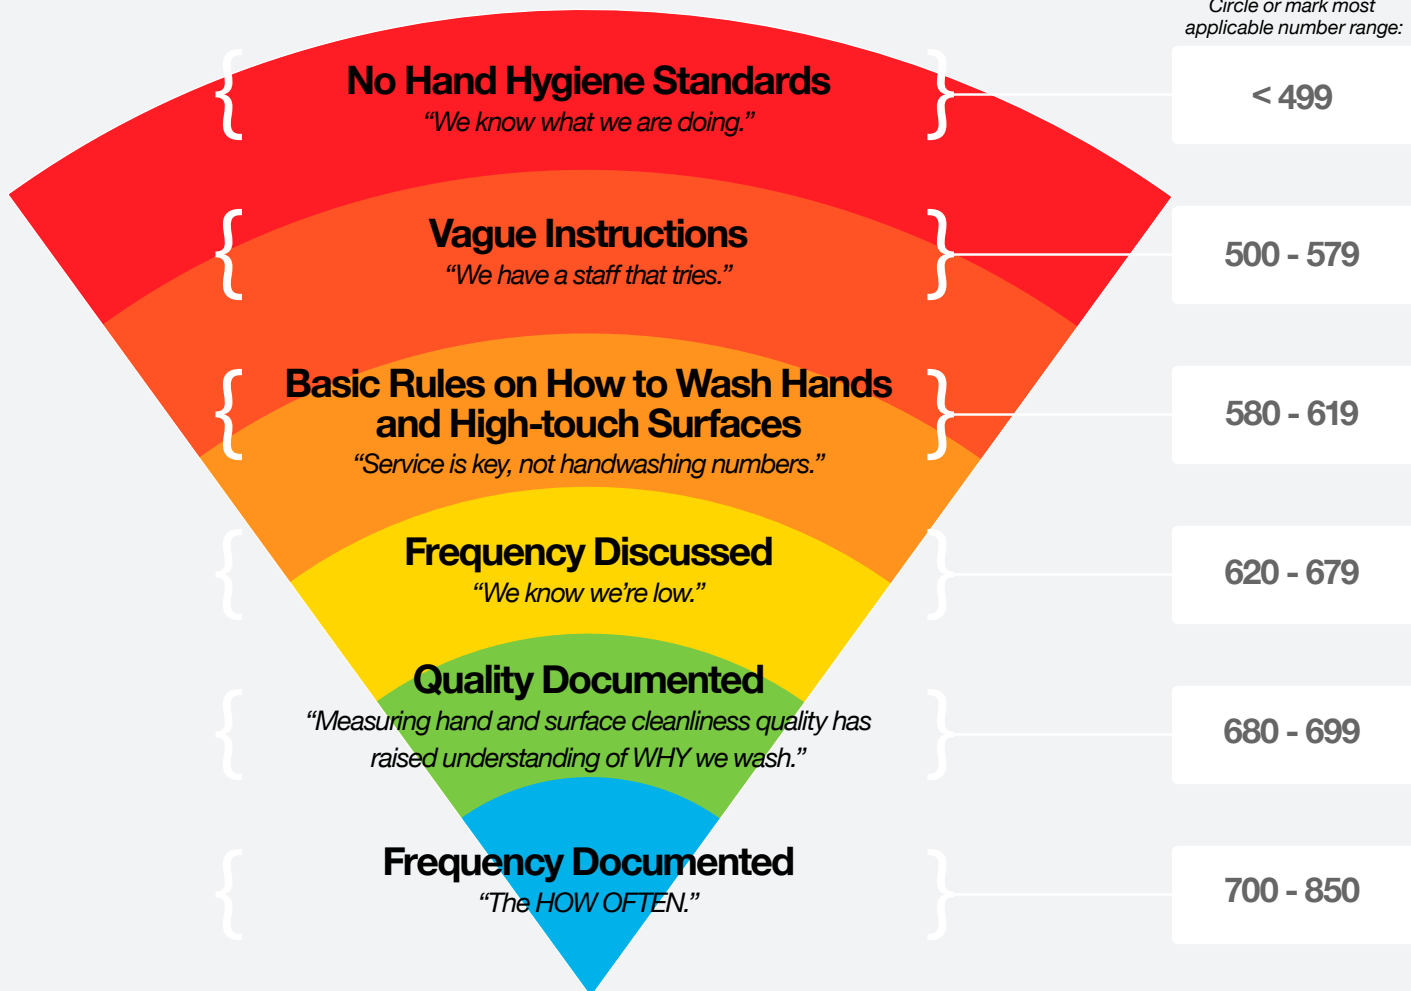 Circle or mark most
applicable number range:
No Hand Hygiene Standards
“We know what we are doing.”
< 499
Vague Instructions
“We have a staff that tries.”
500 - 579
Basic Rules on How to Wash Hands
and High-touch Surfaces
“Service is key, not handwashing numbers.”
580 - 619
Frequency Discussed
“We know we’re low.”
620 - 679
Quality Documented
“Measuring hand and surface cleanliness quality has
raised understanding of WHY we wash.”
680 - 699
Frequency Documented
“The HOW OFTEN.”
700 - 850